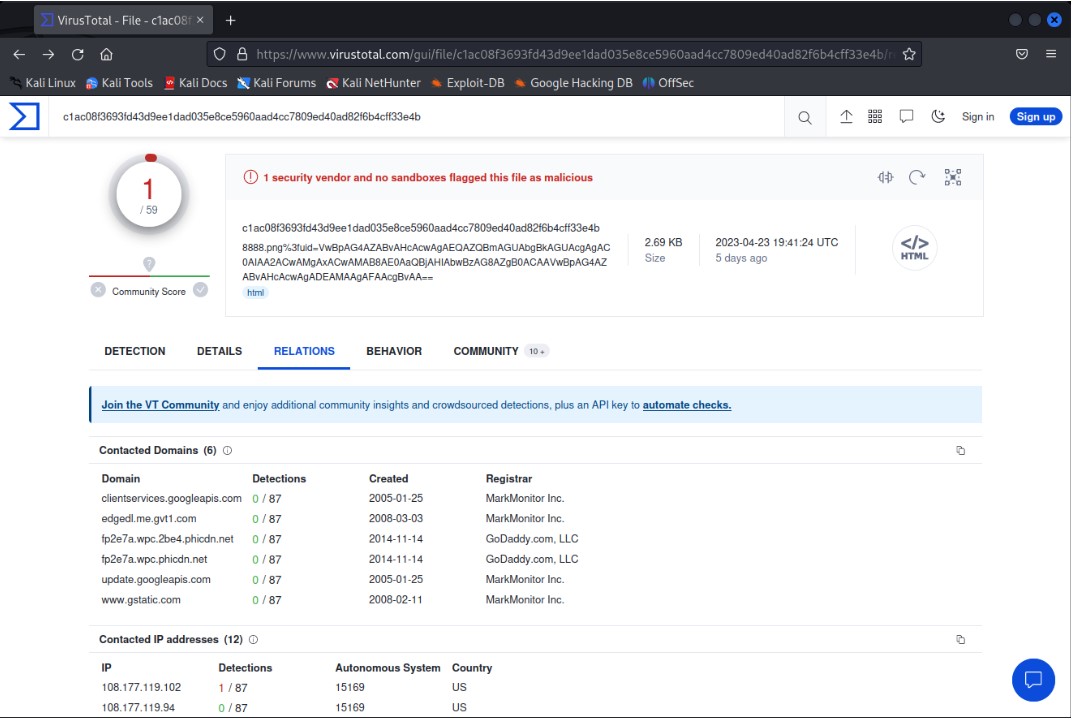 VirusTotal - File - c1ac08f
https://www.virustotal.com/gui/file/c1ac08f3693fd43d9ee1dad035e8ce5960aad4cc7809ed40ad82f6b4cff33e4b/r
Kali Linux Kali Tools Kali Docs Kali Forums Kali NetHunter Exploit-DB Google Hacking DB OffSec
c1ac08f3693fd43d9ee1dad035e8ce5960aad4cc7809ed40ad82f6b4cff33e4b
Sign in Sign up
1
/ 59
Community Score
1 security vendor and no sandboxes flagged this file as malicious
c1ac08f3693fd43d9ee1dad035e8ce5960aad4cc7809ed40ad82f6b4cff33e4b
8888.png%3fuid=VwBpAG4AZABvAHcAcwAgAEQAZQBmAGUAbgBkAGUAcgAgAC
0AIAA2ACwAMgAxACwAMAB8AE0AaQBjAHIAbwBzAG8AZgB0ACAAVwBpAG4AZ
ABvAHcAcwAgADEAMAAgAFAAcgBvAA==
html
2.69 KB
Size
2023-04-23 19:41:24 UTC
5 days ago
</>
HTML
DETECTION DETAILS RELATIONS BEHAVIOR COMMUNITY 10 +
Join the VT Community and enjoy additional community insights and crowdsourced detections, plus an API key to automate checks.
Contacted Domains (6)
Domain Detections Created Registrar
clientservices.googleapis.com 0 / 87 2005-01-25 MarkMonitor Inc.
edgedl.me.gvt1.com 0 / 87 2008-03-03 MarkMonitor Inc.
fp2e7a.wpc.2be4.phicdn.net 0 / 87 2014-11-14 GoDaddy.com, LLC
fp2e7a.wpc.phicdn.net 0 / 87 2014-11-14 GoDaddy.com, LLC
update.googleapis.com 0 / 87 2005-01-25 MarkMonitor Inc.
www.gstatic.com 0 / 87 2008-02-11 MarkMonitor Inc.
Contacted IP addresses (12)
IP Detections Autonomous System Country
108.177.119.102 1 / 87 15169 US
108.177.119.94 0 / 87 15169 US